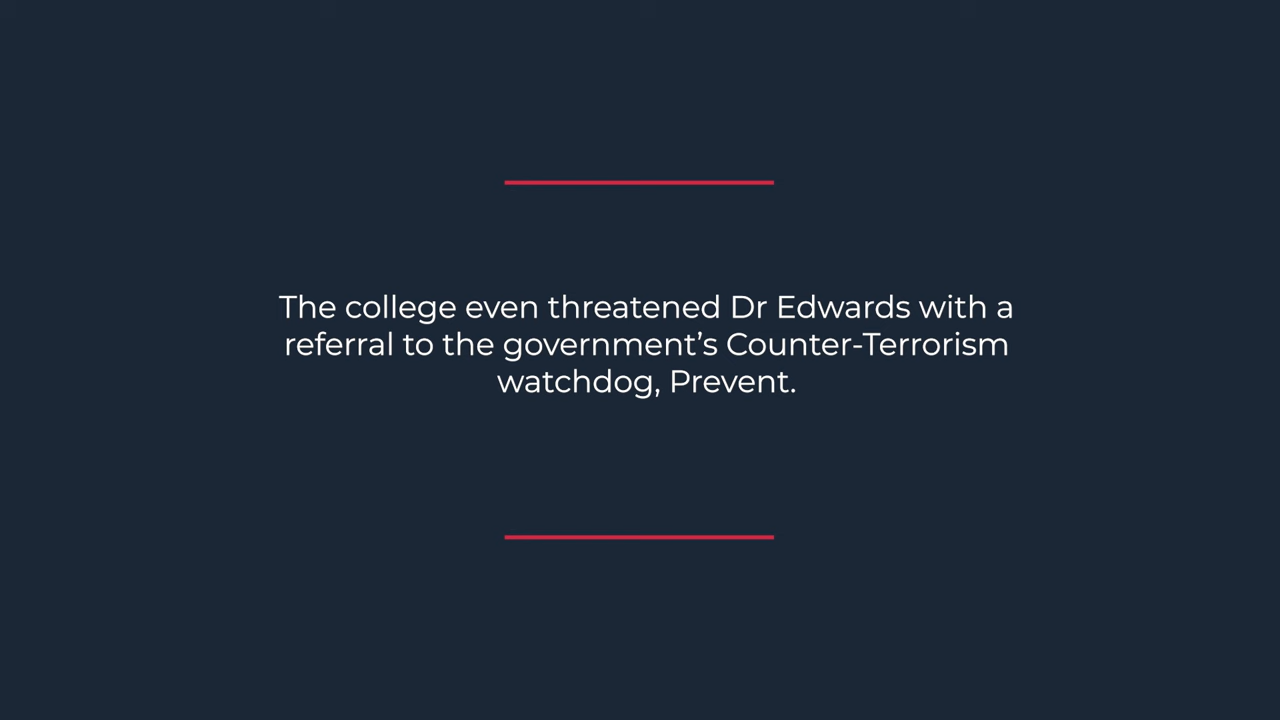 The college even threatened Dr Edwards with a
referral to the government’s Counter-Terrorism
watchdog, Prevent.